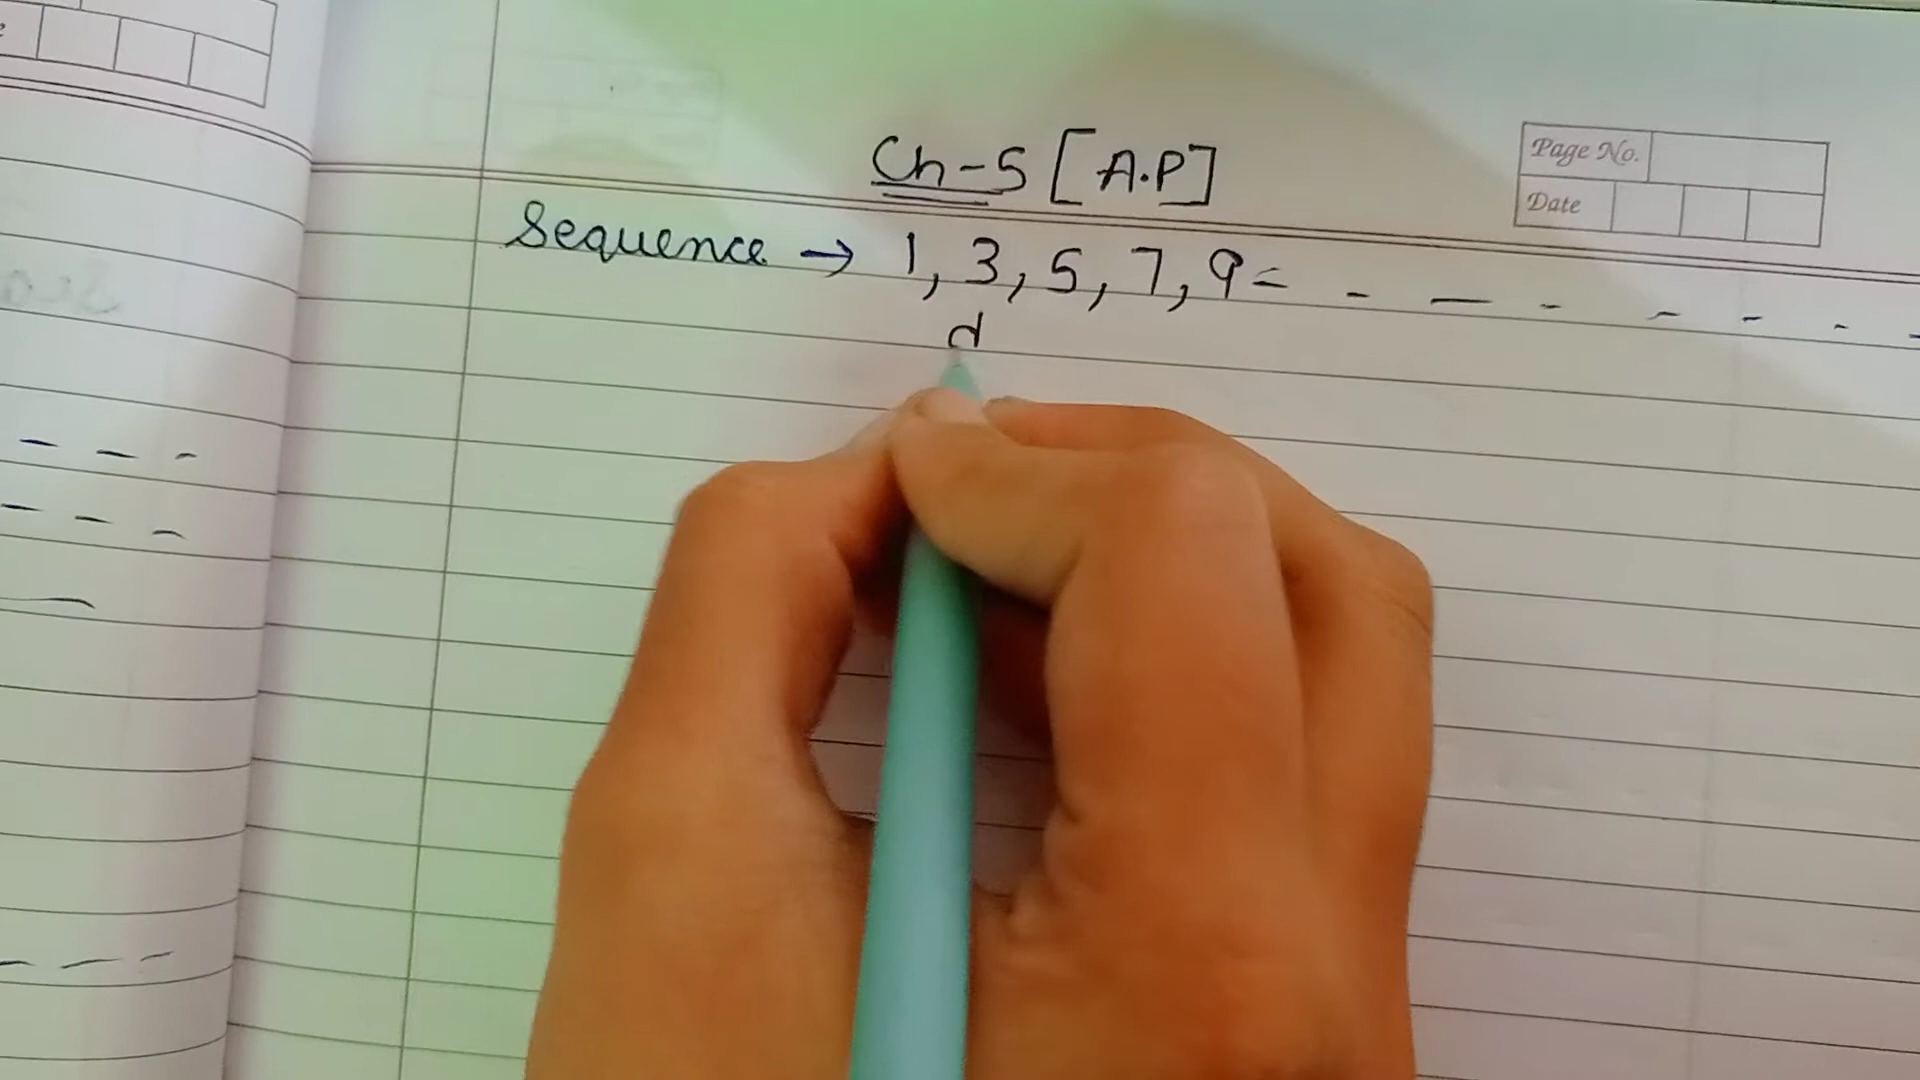 Ch-5 [A.P]
Page No.
Date
Sequence → 1, 3, 5, 7, 9 - - — - - - - -
d